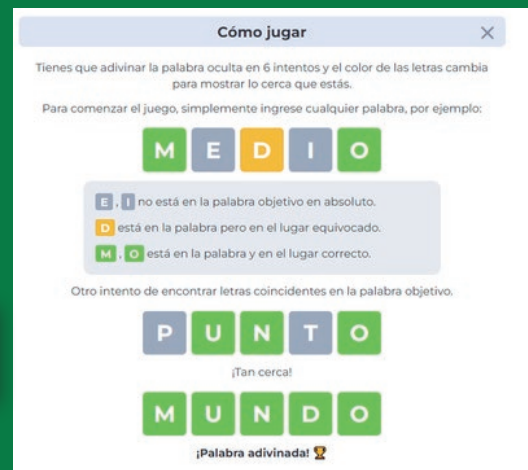 Cómo jugar
Tienes que adivinar la palabra oculta en 6 intentos y el color de las letras cambia
para mostrar lo cerca que estás.
Para comenzar el juego, simplemente ingrese cualquier palabra, por ejemplo:
M E D I O
E , I no está en la palabra objetivo en absoluto.
D está en la palabra pero en el lugar equivocado.
M , O está en la palabra y en el lugar correcto.
Otro intento de encontrar letras coincidentes en la palabra objetivo.
P U N T O
¡Tan cerca!
M U N D O
¡Palabra adivinada! 🏆